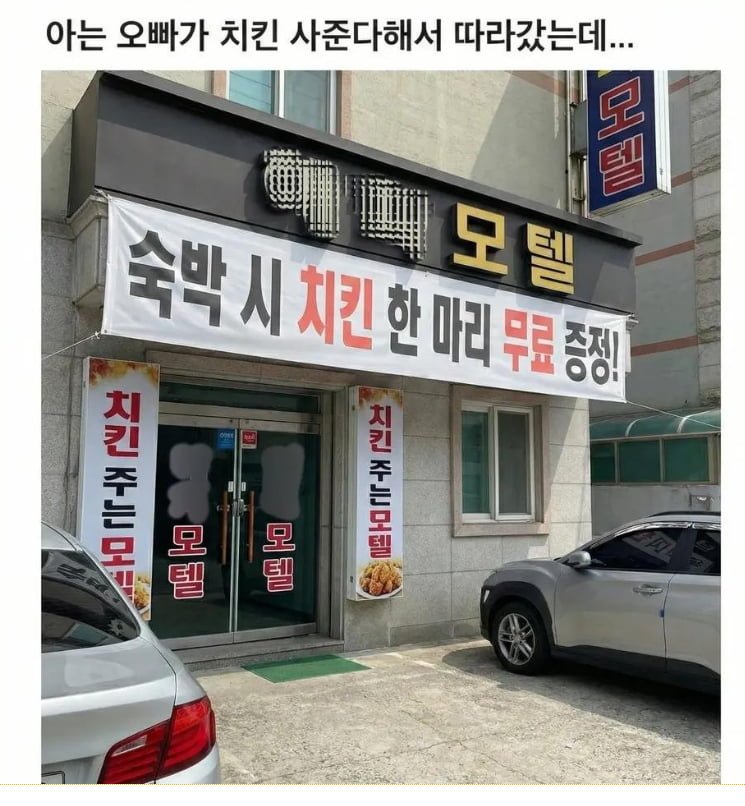 아는 오빠가 치킨 사준다해서 따라갔는데...
모텔
모텔
숙박 시 치킨 한 마리 무료 증정!
치킨 주는 모텔
치킨 주는 모텔
모텔
모텔